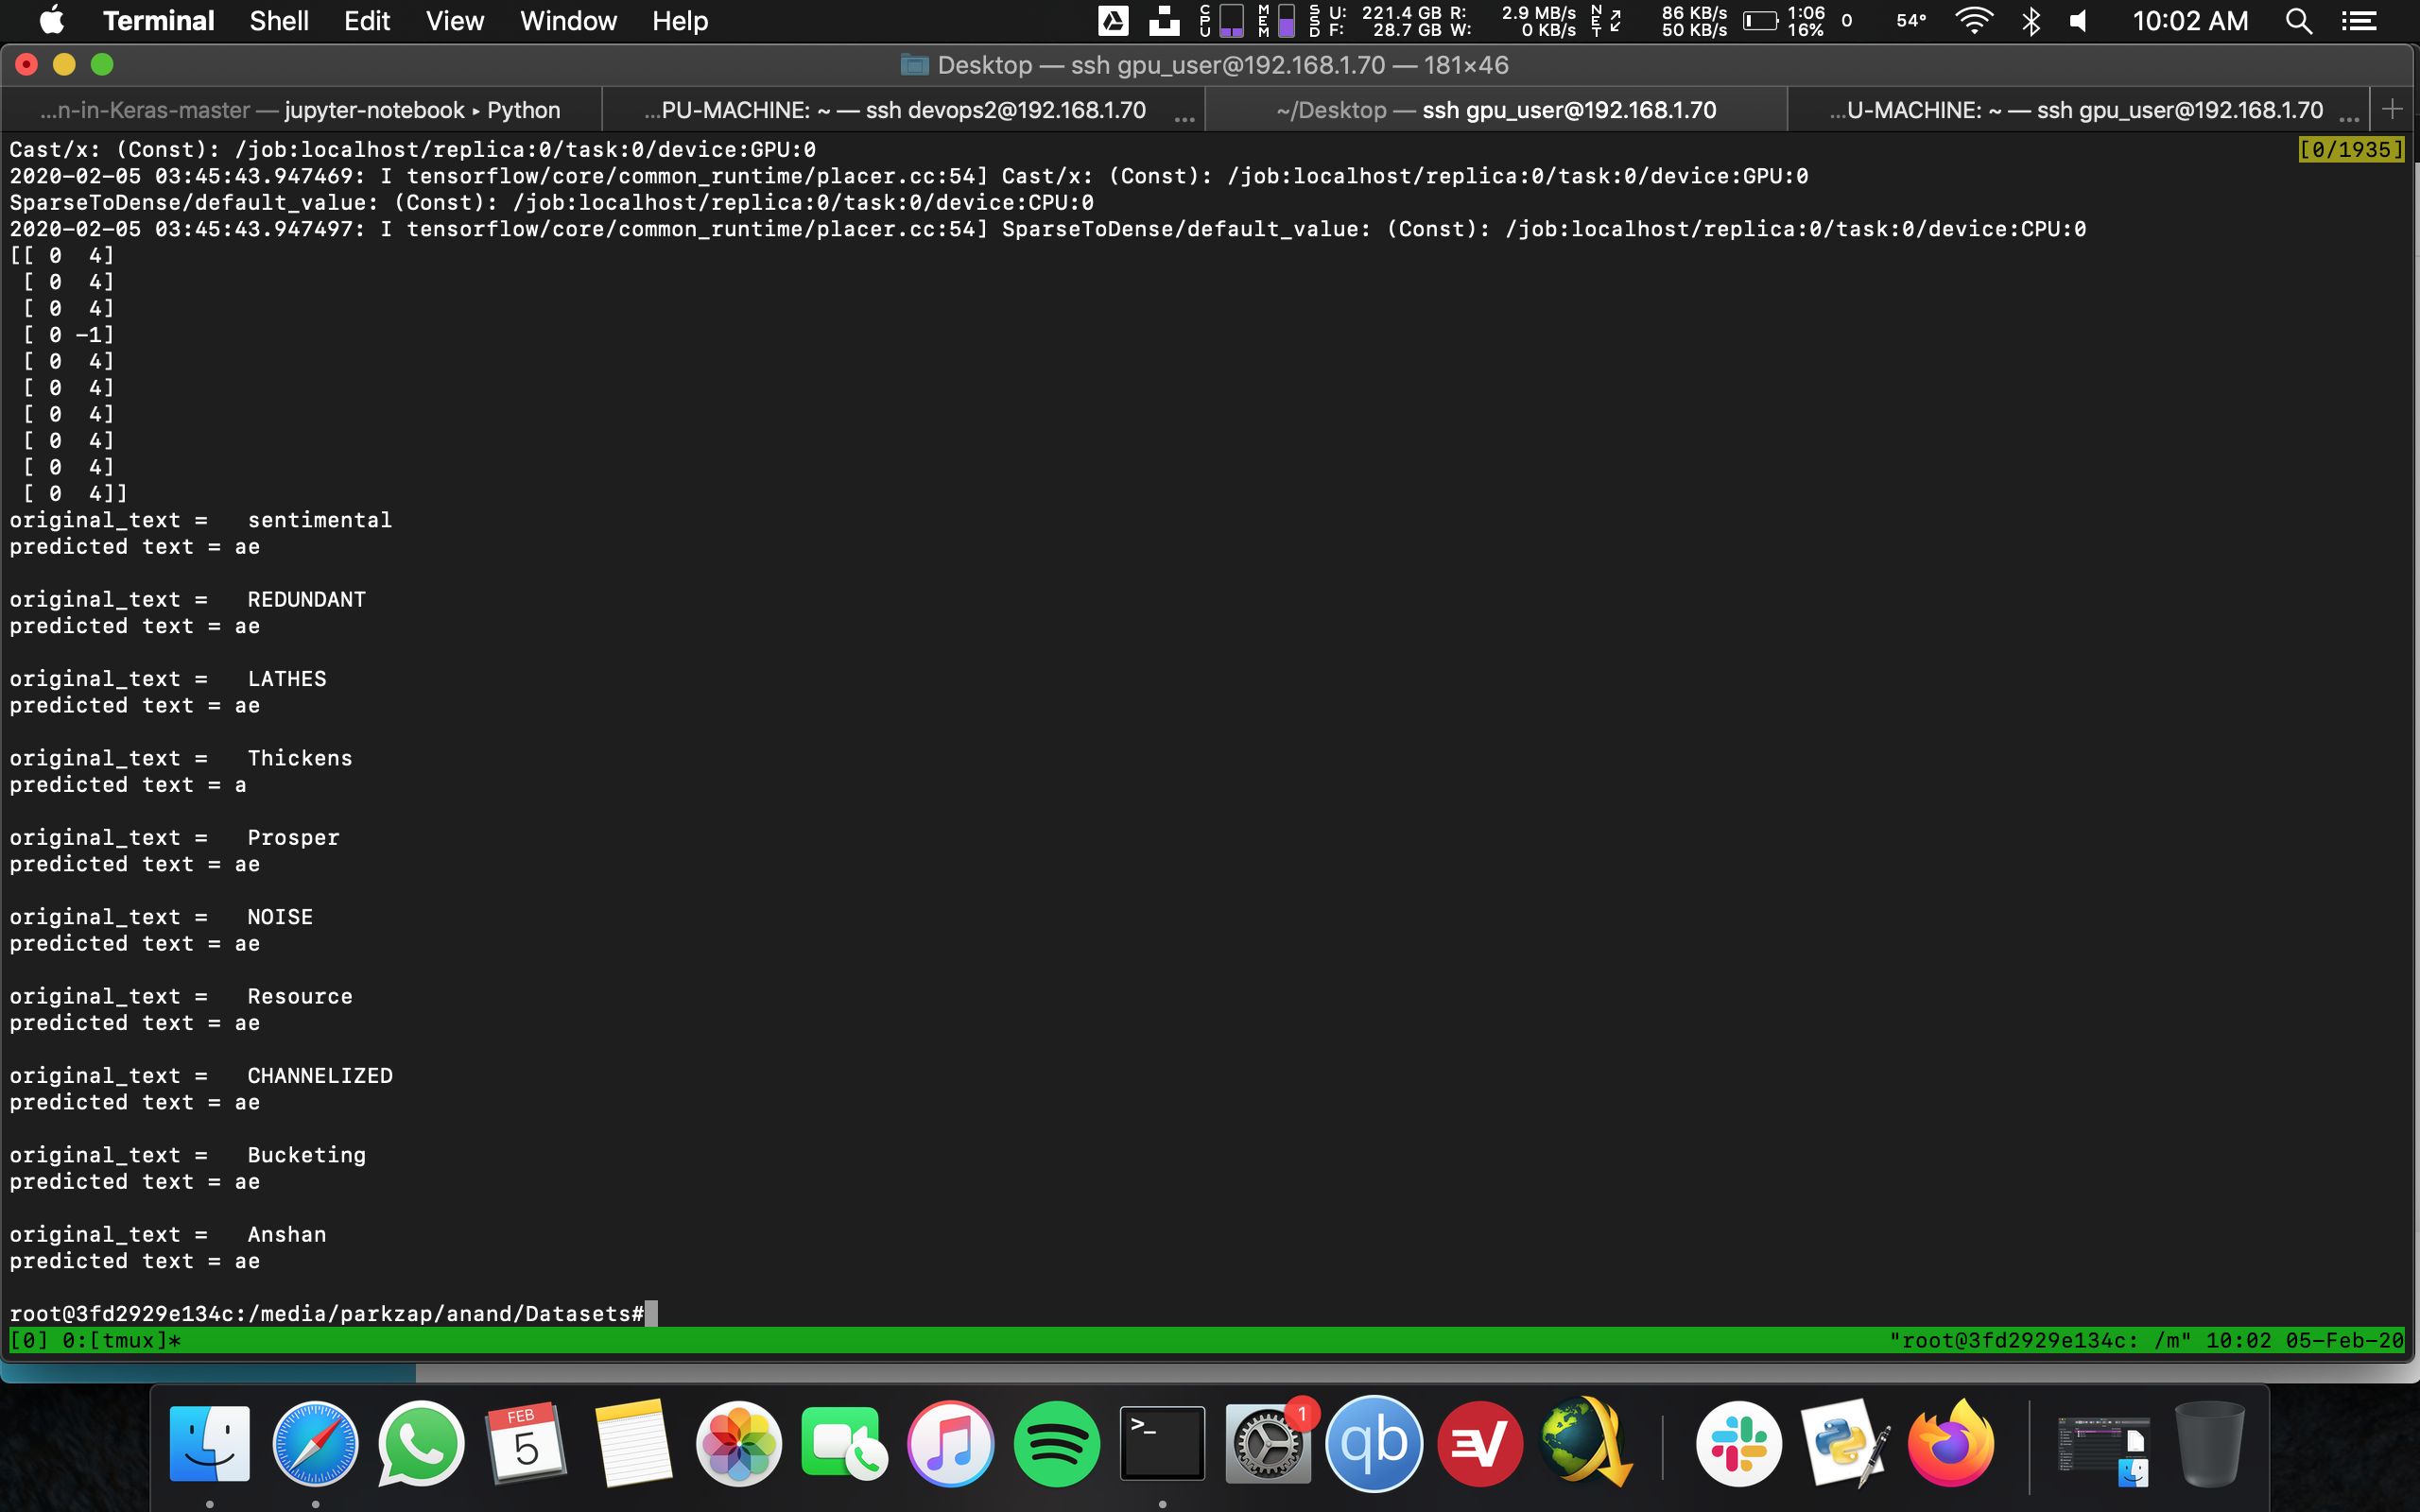 Terminal Shell Edit View Window Help CPU MEM SSD U: 221.4 GB R: 2.9 MB/s NET 86 KB/s 1:06 0 54° 10:02 AM
F: 28.7 GB W: 0 KB/s 50 KB/s 16%
Desktop — ssh gpu_user@192.168.1.70 — 181×46
...n-in-Keras-master — jupyter-notebook ▸ Python ...PU-MACHINE: ~ — ssh devops2@192.168.1.70 ... ~/Desktop — ssh gpu_user@192.168.1.70 ...U-MACHINE: ~ — ssh gpu_user@192.168.1.70 ... +
Cast/x: (Const): /job:localhost/replica:0/task:0/device:GPU:0 [0/1935]
2020-02-05 03:45:43.947469: I tensorflow/core/common_runtime/placer.cc:54] Cast/x: (Const): /job:localhost/replica:0/task:0/device:GPU:0
SparseToDense/default_value: (Const): /job:localhost/replica:0/task:0/device:CPU:0
2020-02-05 03:45:43.947497: I tensorflow/core/common_runtime/placer.cc:54] SparseToDense/default_value: (Const): /job:localhost/replica:0/task:0/device:CPU:0
[[ 0  4]
 [ 0  4]
 [ 0  4]
 [ 0 -1]
 [ 0  4]
 [ 0  4]
 [ 0  4]
 [ 0  4]
 [ 0  4]
 [ 0  4]]
original_text =   sentimental
predicted text = ae
original_text =   REDUNDANT
predicted text = ae
original_text =   LATHES
predicted text = ae
original_text =   Thickens
predicted text = a
original_text =   Prosper
predicted text = ae
original_text =   NOISE
predicted text = ae
original_text =   Resource
predicted text = ae
original_text =   CHANNELIZED
predicted text = ae
original_text =   Bucketing
predicted text = ae
original_text =   Anshan
predicted text = ae
root@3fd2929e134c:/media/parkzap/anand/Datasets#
[0] 0:[tmux]* "root@3fd2929e134c: /m" 10:02 05-Feb-20
FEB
5
>_
1
qb
EV